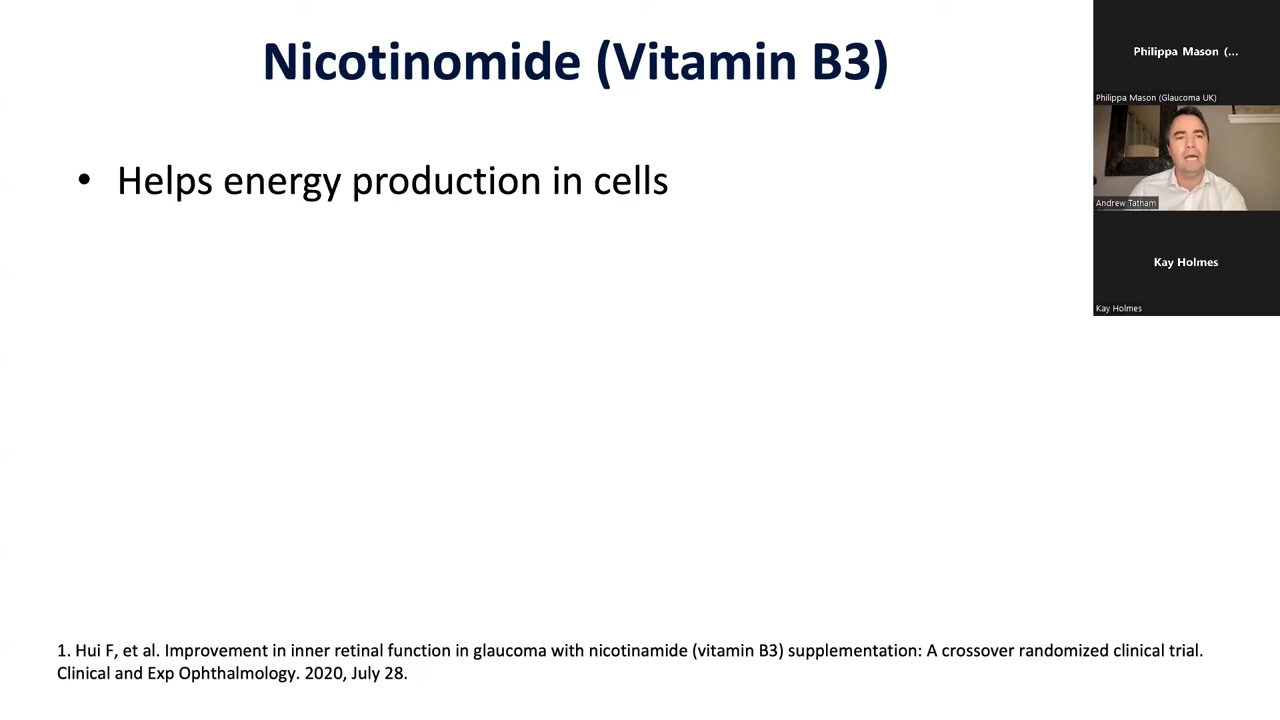 Nicotinomide (Vitamin B3)
• Helps energy production in cells
1. Hui F, et al. Improvement in inner retinal function in glaucoma with nicotinamide (vitamin B3) supplementation: A crossover randomized clinical trial.
Clinical and Exp Ophthalmology. 2020, July 28.
Philippa Mason (...
Philippa Mason (Glaucoma UK)
Andrew Tatham
Kay Holmes
Kay Holmes